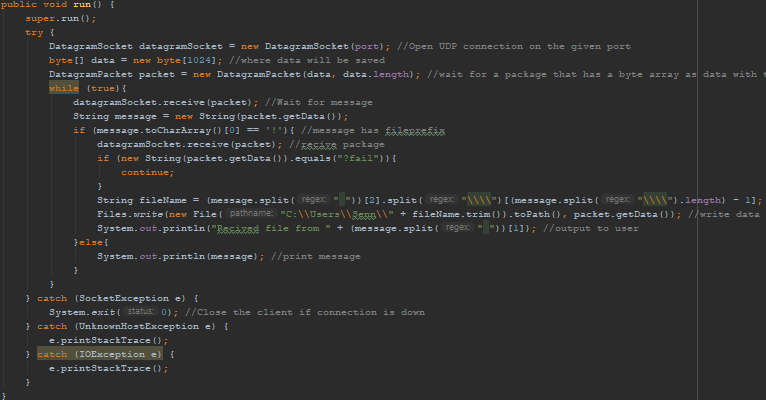 public void run() {
super.run();
try {
DatagramSocket datagramSocket = new DatagramSocket(port); //Open UDP connection on the given port
byte[] data = new byte[1024]; //where data will be saved
DatagramPacket packet = new DatagramPacket(data, data.length); //wait for a package that has a byte array as data with
while (true){
datagramSocket.receive(packet); //Wait for message
String message = new String(packet.getData());
if (message.toCharArray()[0] == '!'){ //message has fileprefix
datagramSocket.receive(packet); //recive package
if (new String(packet.getData()).equals("?fail")){
continue;
}
String fileName = (message.split( regex: " "))[2].split( regex: "\\\\")[(message.split( regex: "\\\\").length) - 1];
Files.write(new File( pathname: "C:\\Users\\Senn\\" + fileName.trim()).toPath(), packet.getData()); //write data
System.out.println("Recived file from " + (message.split( regex: " "))[1]); //output to user
}else{
System.out.println(message); //print message
}
}
} catch (SocketException e) {
System.exit( status: 0); //Close the client if connection is down
} catch (UnknownHostException e) {
e.printStackTrace();
} catch (IOException e) {
e.printStackTrace();
}
}